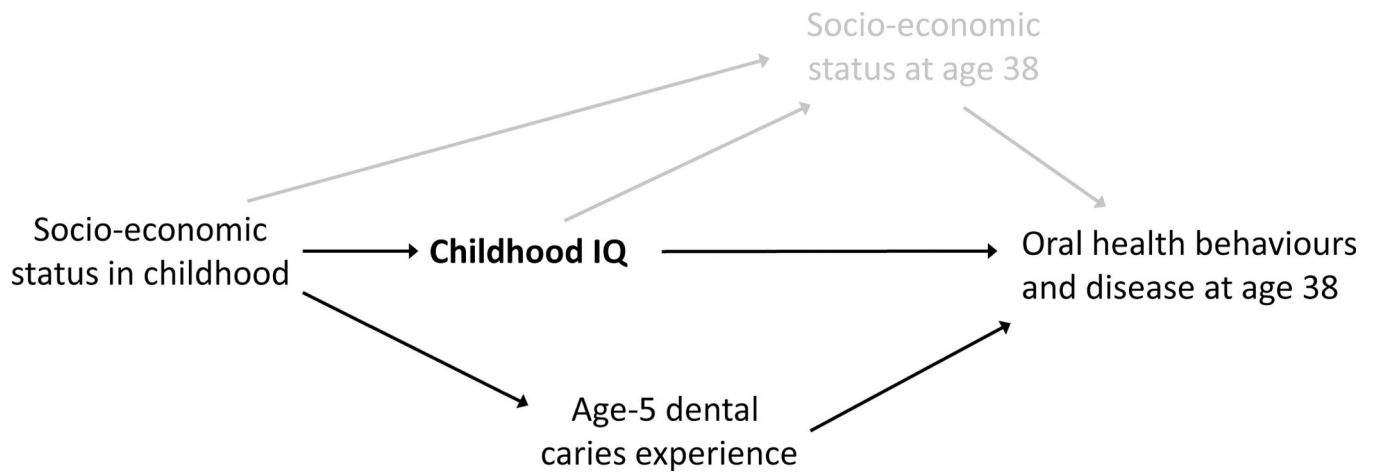 Socio-economic
status at age 38
Socio-economic
status in childhood
Childhood IQ
Oral health behaviours
and disease at age 38
Age-5 dental
caries experience